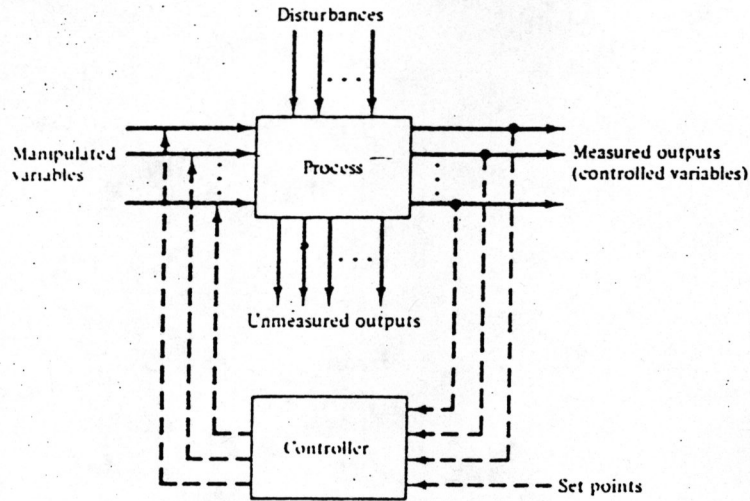 Disturbances
Manipulated
variables
Process
Measured outputs
(controlled variables)
Unmeasured outputs
Controller
Set points